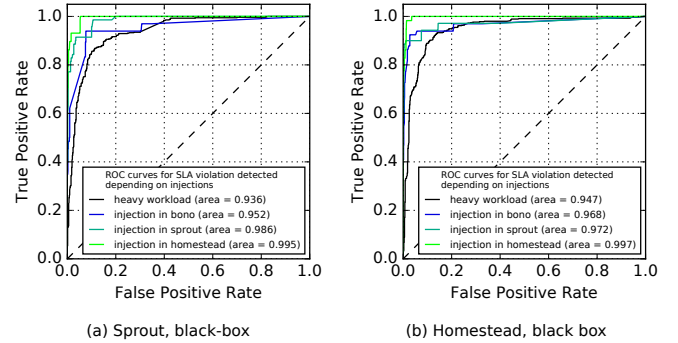 True Positive Rate
1.0
0.8
0.6
0.4
0.2
0.0
ROC curves for SLA violation detected
depending on injections
heavy workload (area = 0.936)
injection in bono (area = 0.952)
injection in sprout (area = 0.986)
injection in homestead (area = 0.995)
0.0 0.2 0.4 0.6 0.8 1.0
False Positive Rate
(a) Sprout, black-box
True Positive Rate
1.0
0.8
0.6
0.4
0.2
0.0
ROC curves for SLA violation detected
depending on injections
heavy workload (area = 0.947)
injection in bono (area = 0.968)
injection in sprout (area = 0.972)
injection in homestead (area = 0.997)
0.0 0.2 0.4 0.6 0.8 1.0
False Positive Rate
(b) Homestead, black box